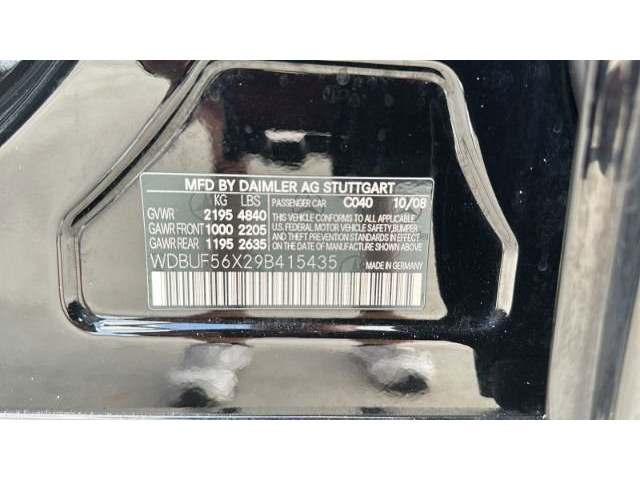 MFD BY DAIMLER AG STUTTGART
KG LBS PASSENGER CAR C040 10/08
GVWR 2195 4840 THIS VEHICLE CONFORMS TO ALL APPLICABLE
GAWR FRONT 1000 2205 U.S. FEDERAL MOTOR VEHICLE SAFETY, BUMPER
GAWR REAR 1195 2635 AND THEFT PREVENTION STANDARDS IN EFFECT
ON THE DATE OF MANUFACTURE SHOWN ABOVE.
WDBUF56X29B415435 MADE IN GERMANY